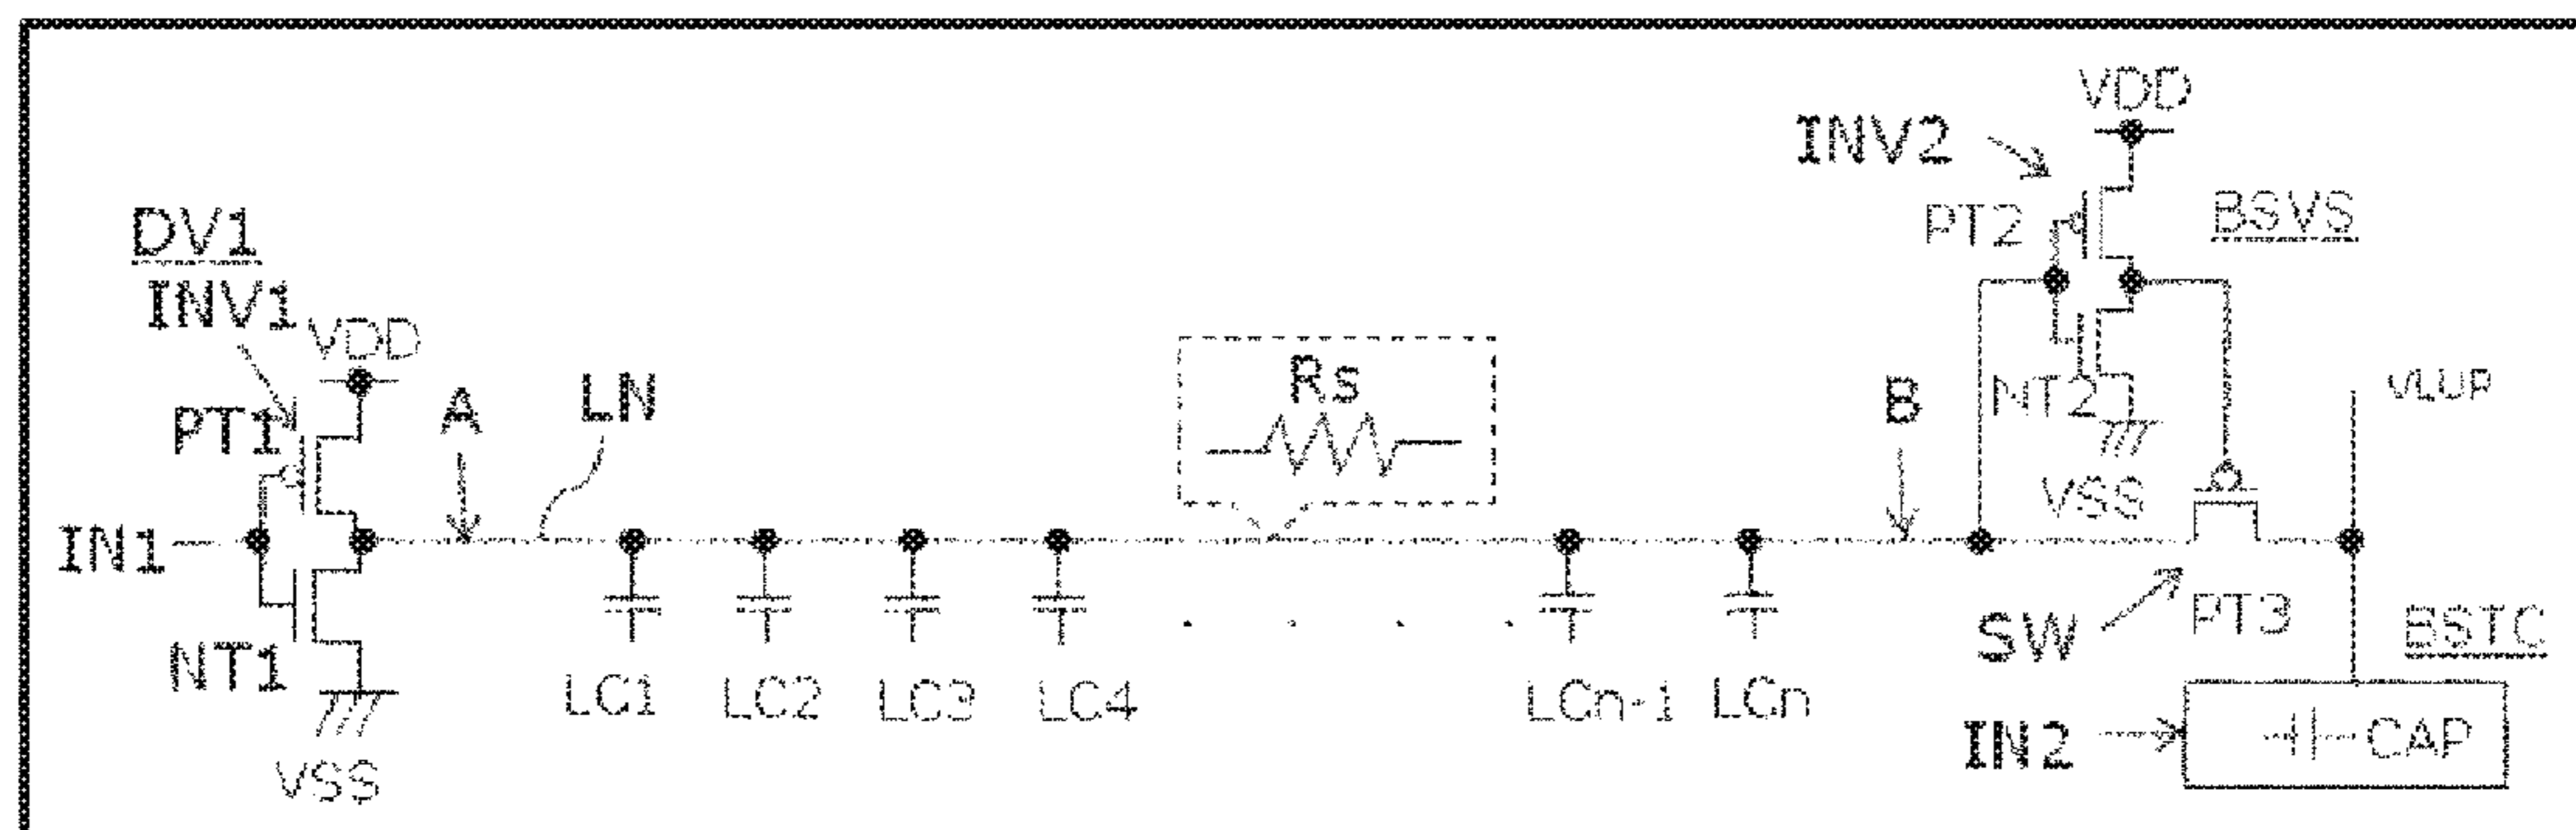 VDD
INV2
PT2
BSVS
DV1
INV1
VDD
Rs
A
LN
B
NT2
VLUP
PT1
VSS
IN1
SW
PT3
NT1
BSTC
LC1
LC2
LC3
LC4
LCn-1
LCn
IN2
CAP
VSS